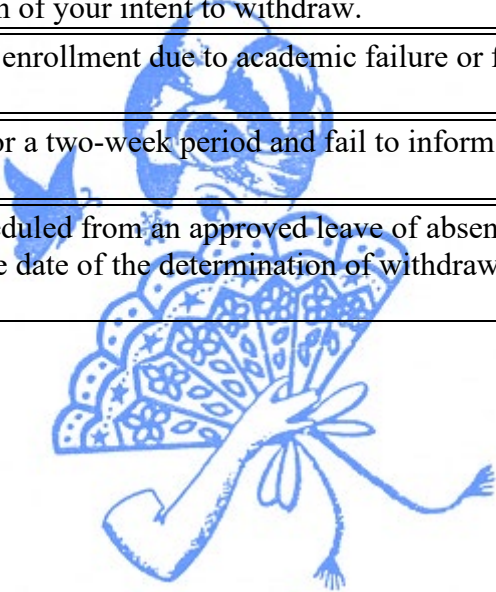 n of your intent to withdraw.
enrollment due to academic failure or f
or a two-week period and fail to inform
eduled from an approved leave of absen
e date of the determination of withdraw